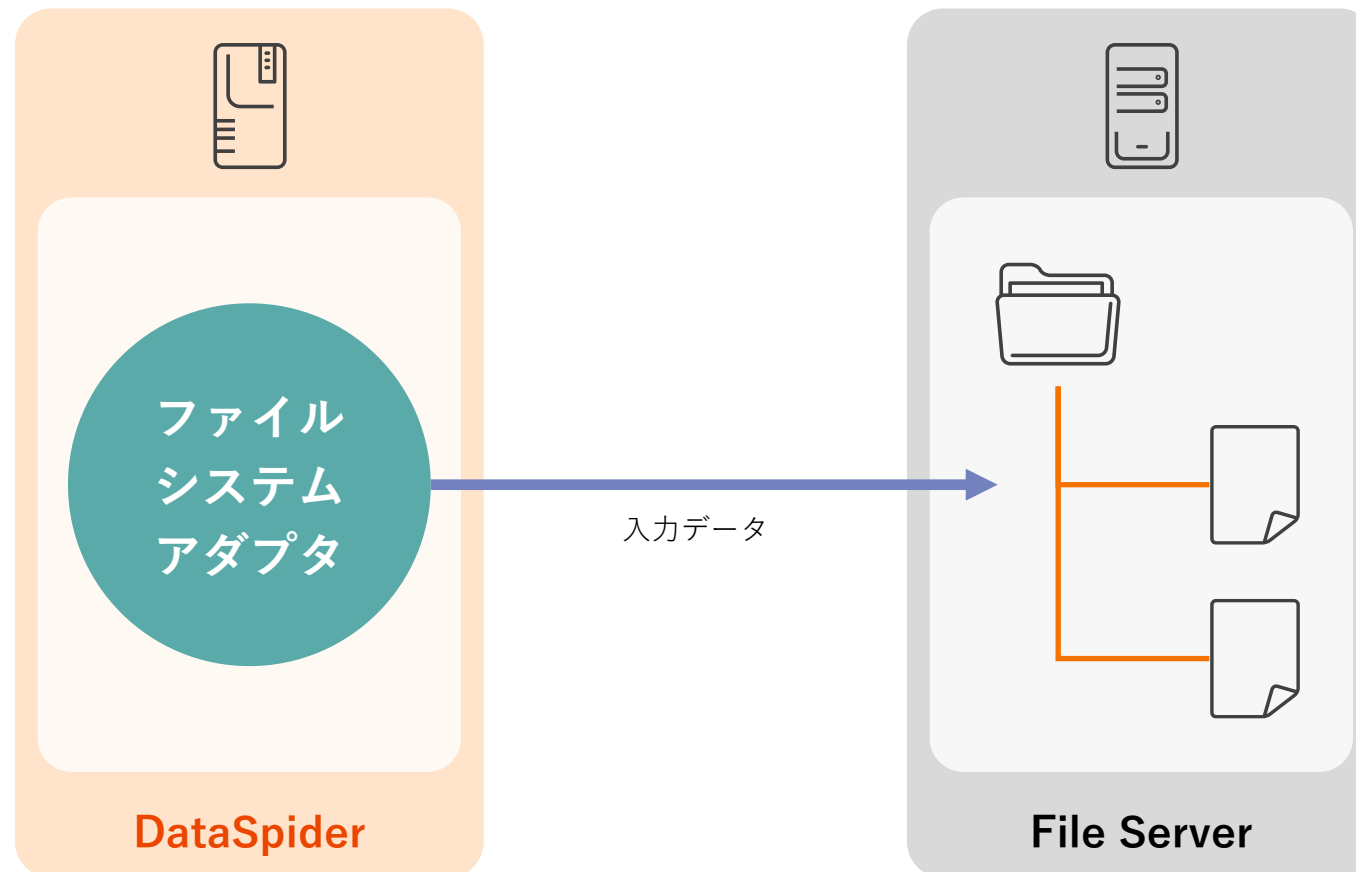 ファイル
システム
アダプタ
入力データ
DataSpider
File Server